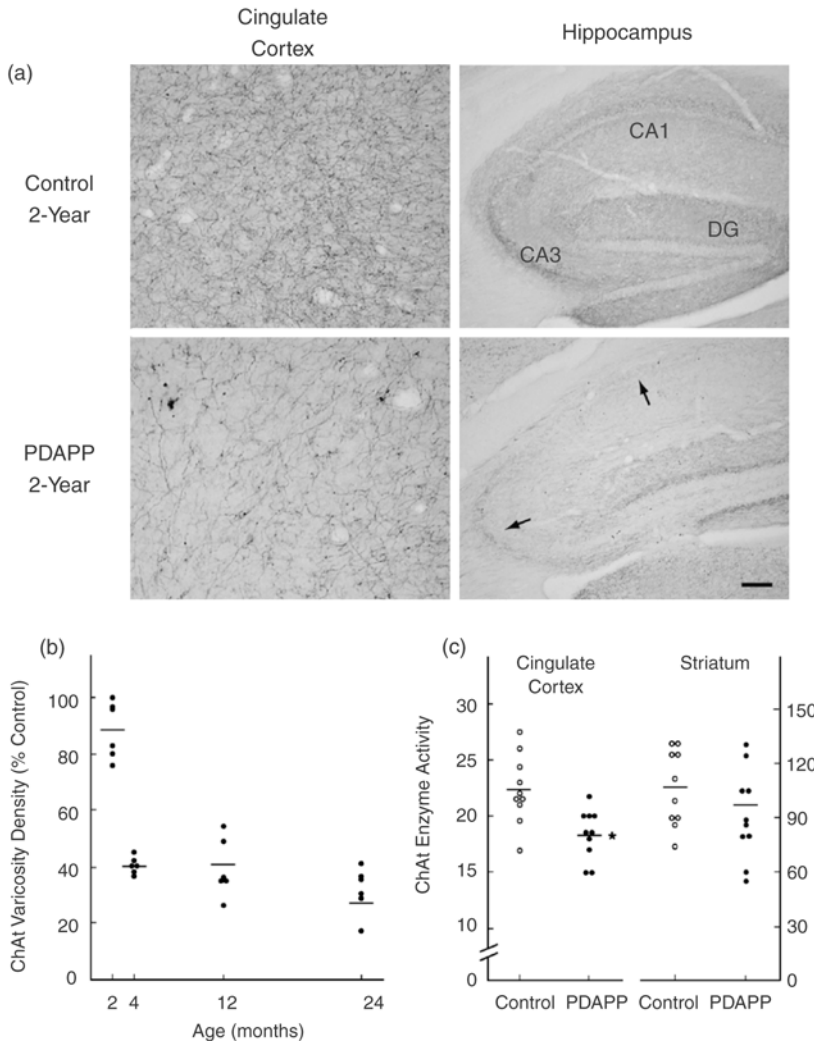 Cingulate
Cortex
Hippocampus
(a)
Control
2-Year
CA1
DG
CA3
PDAPP
2-Year
(b)
ChAt Varicosity Density (% Control)
100
80
60
40
20
0
2 4 12 24
Age (months)
(c)
Cingulate
Cortex
Striatum
ChAt Enzyme Activity
30
25
20
15
10
0
150
120
90
60
30
0
Control PDAPP Control PDAPP